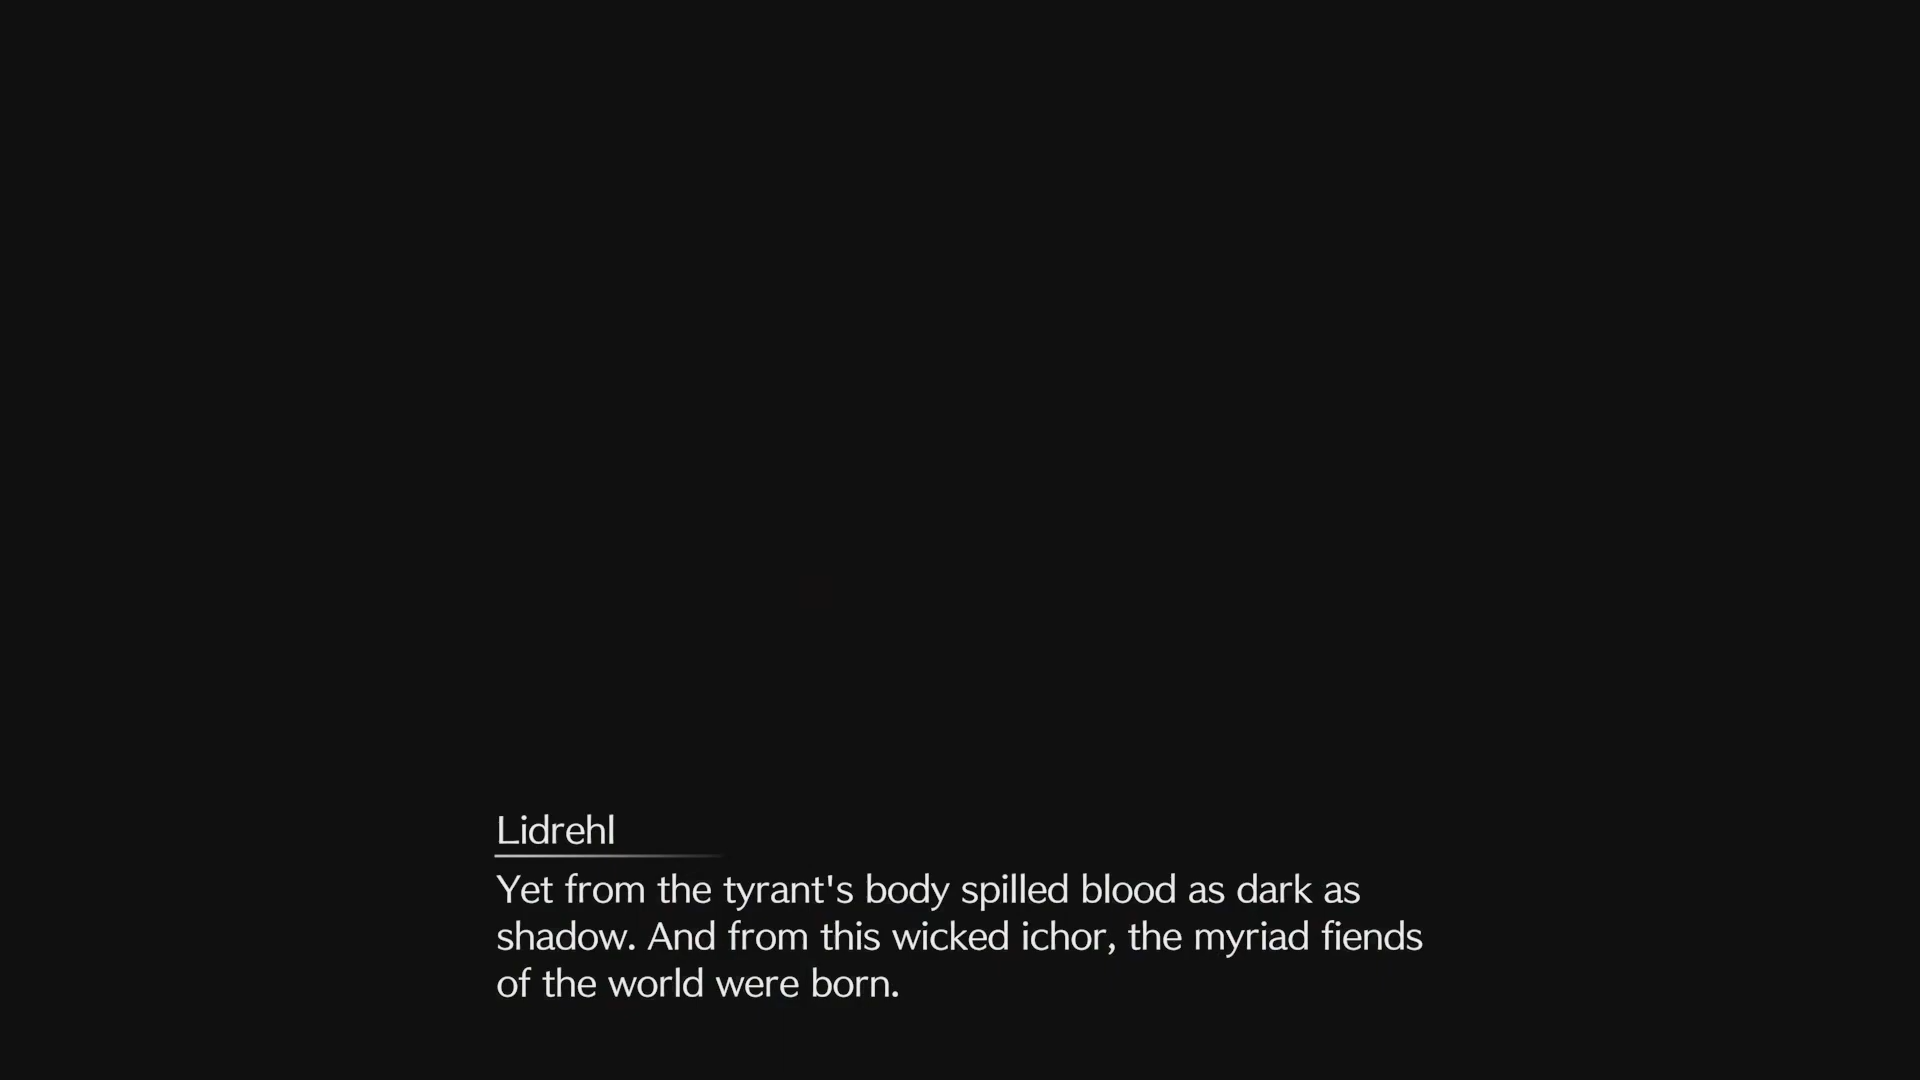 Lidrehl
Yet from the tyrant's body spilled blood as dark as
shadow. And from this wicked ichor, the myriad fiends
of the world were born.